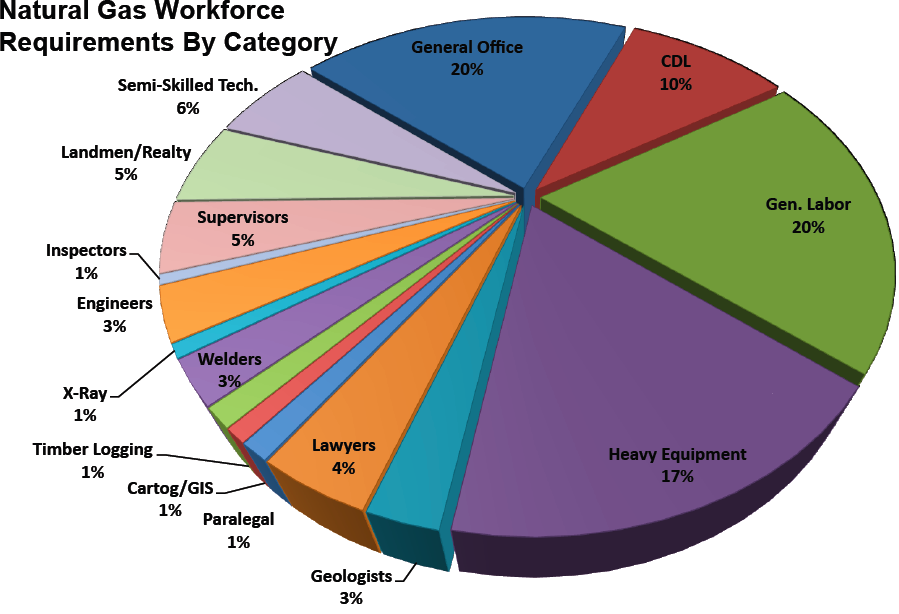 Natural Gas Workforce
Requirements By Category
General Office
20%
CDL
10%
Gen. Labor
20%
Heavy Equipment
17%
Geologists
3%
Lawyers
4%
Paralegal
1%
Cartog/GIS
1%
Timber Logging
1%
Welders
3%
X-Ray
1%
Engineers
3%
Inspectors
1%
Supervisors
5%
Landmen/Realty
5%
Semi-Skilled Tech.
6%